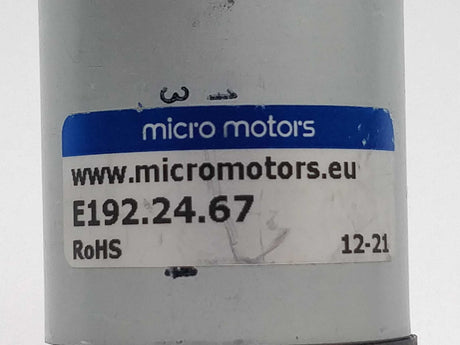 micro motors
www.micromotors.eu
E192.24.67
RoHS 12-21